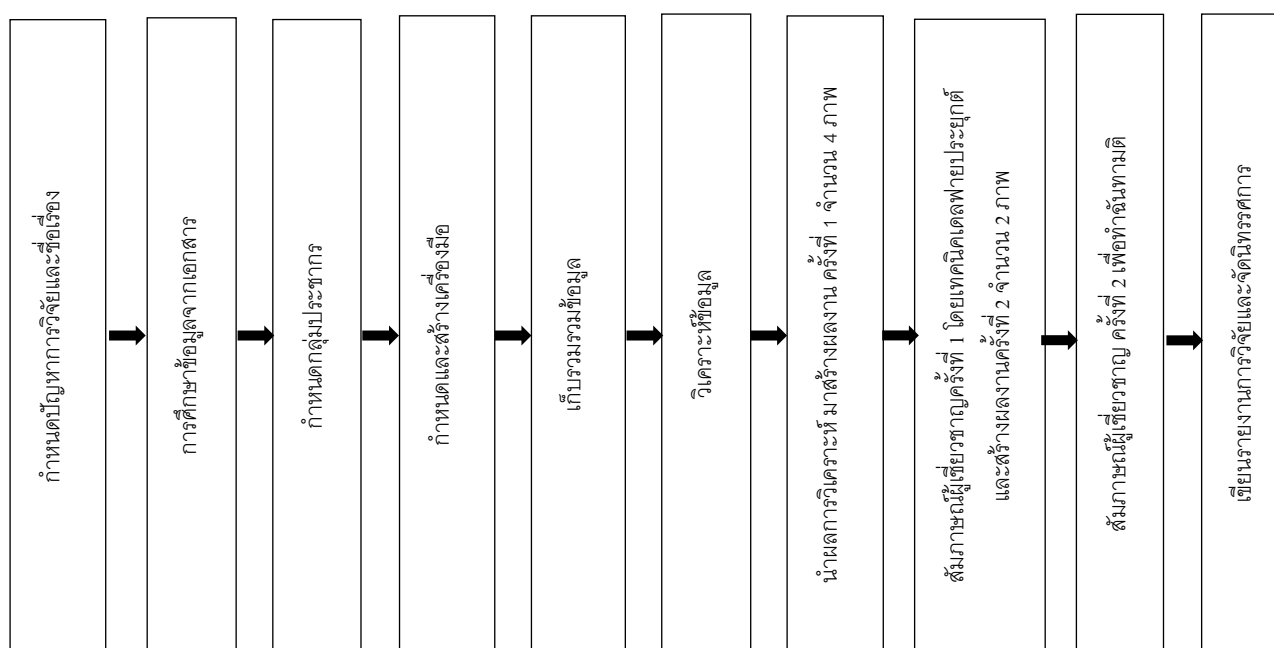 กำหนดปัญหาการวิจัยและชื่อเรื่อง
การศึกษาข้อมูลจากเอกสาร
กำหนดกลุ่มประชากร
กำหนดและสร้างเครื่องมือ
เก็บรวมรวมข้อมูล
วิเคราะห์ข้อมูล
นำผลการวิเคราะห์ มาสร้างผลงาน ครั้งที่ 1 จำนวน 4 ภาพ
สัมภาษณ์ผู้เชี่ยวชาญครั้งที่ 1 โดยเทคนิคเดลฟายประยุกต์
และสร้างผลงานครั้งที่ 2 จำนวน 2 ภาพ
สัมภาษณ์ผู้เชี่ยวชาญ ครั้งที่ 2 เพื่อทำฉันทามติ
เขียนรายงานการวิจัยและจัดนิทรรศการ